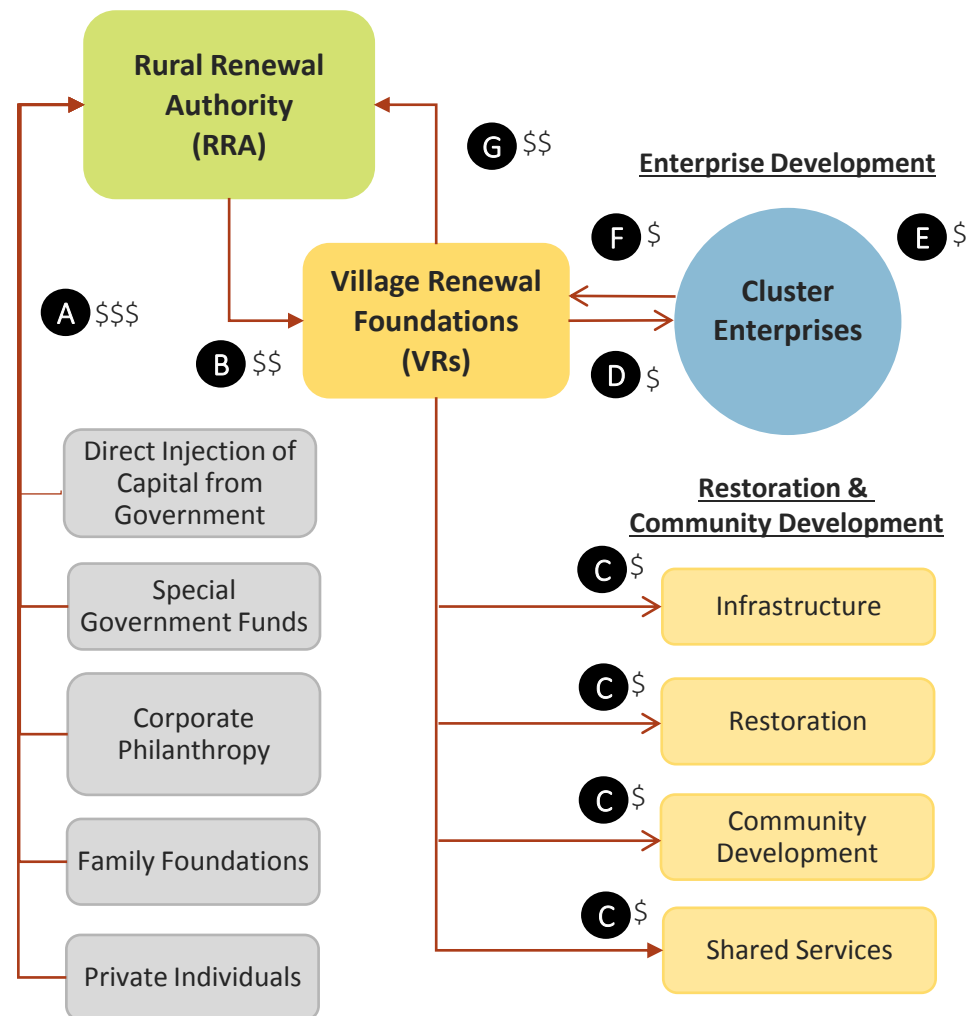 Rural Renewal
Authority
(RRA)
G $$
Enterprise Development
F $
E $
Cluster
Enterprises
Village Renewal
Foundations
(VRs)
A $$$
B $$
D $
Direct Injection of
Capital from
Government
Special
Government Funds
Corporate
Philanthropy
Family Foundations
Private Individuals
Restoration &
Community Development
C $
Infrastructure
C $
Restoration
C $
Community
Development
C $
Shared Services